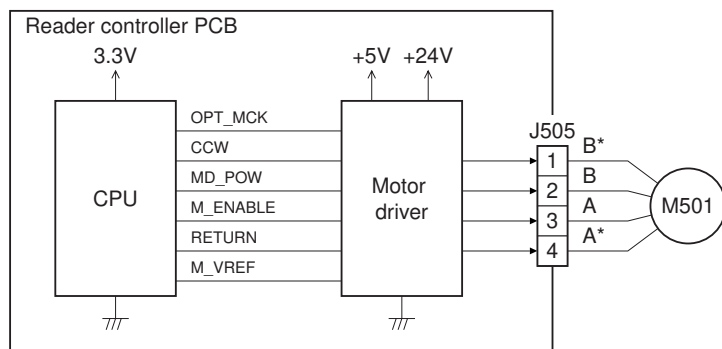 Reader controller PCB
3.3V
+5V +24V
OPT_MCK
CCW
MD_POW
M_ENABLE
RETURN
M_VREF
CPU
Motor
driver
J505
1
2
3
4
B*
B
A
A*
M501